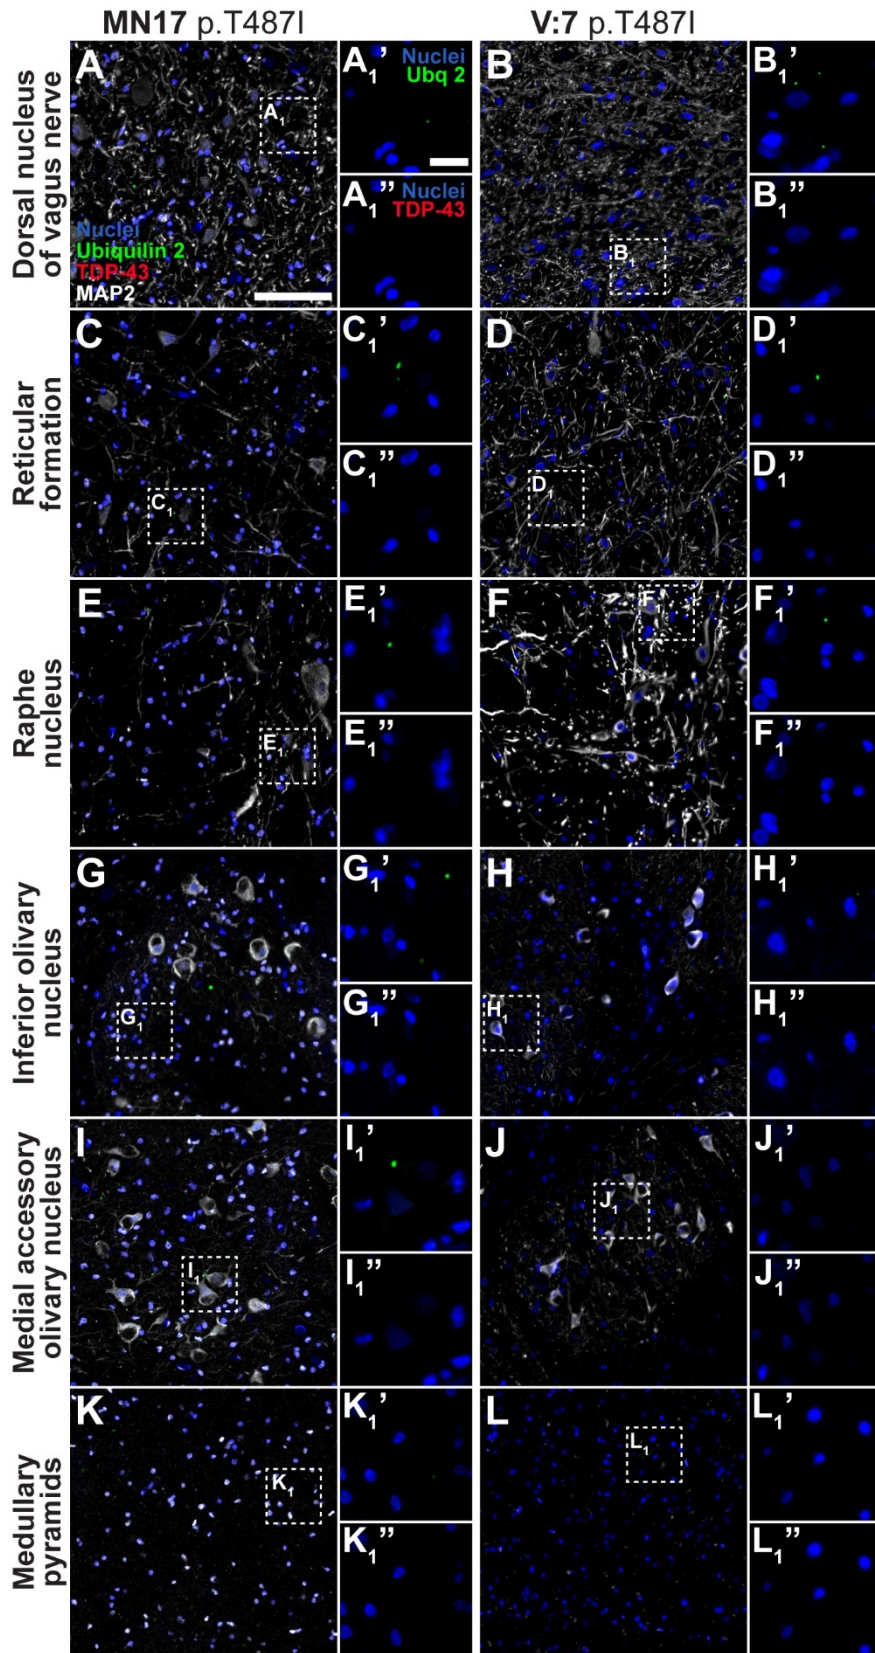 MN17 p.T487I
V:7 p.T487I
Dorsal nucleus
of vagus nerve
A
A₁
Nuclei
Ubiquilin 2
TDP-43
MAP2
A₁’
Nuclei
Ubq 2
A₁”
Nuclei
TDP-43
B
B₁
B₁’
B₁”
Reticular
formation
C
C₁
C₁’
C₁”
D
D₁
D₁’
D₁”
Raphe
nucleus
E
E₁
E₁’
E₁”
F
F₁
F₁’
F₁”
Inferior olivary
nucleus
G
G₁
G₁’
G₁”
H
H₁
H₁’
H₁”
Medial accessory
olivary nucleus
I
I₁
I₁’
I₁”
J
J₁
J₁’
J₁”
Medullary
pyramids
K
K₁
K₁’
K₁”
L
L₁
L₁’
L₁”